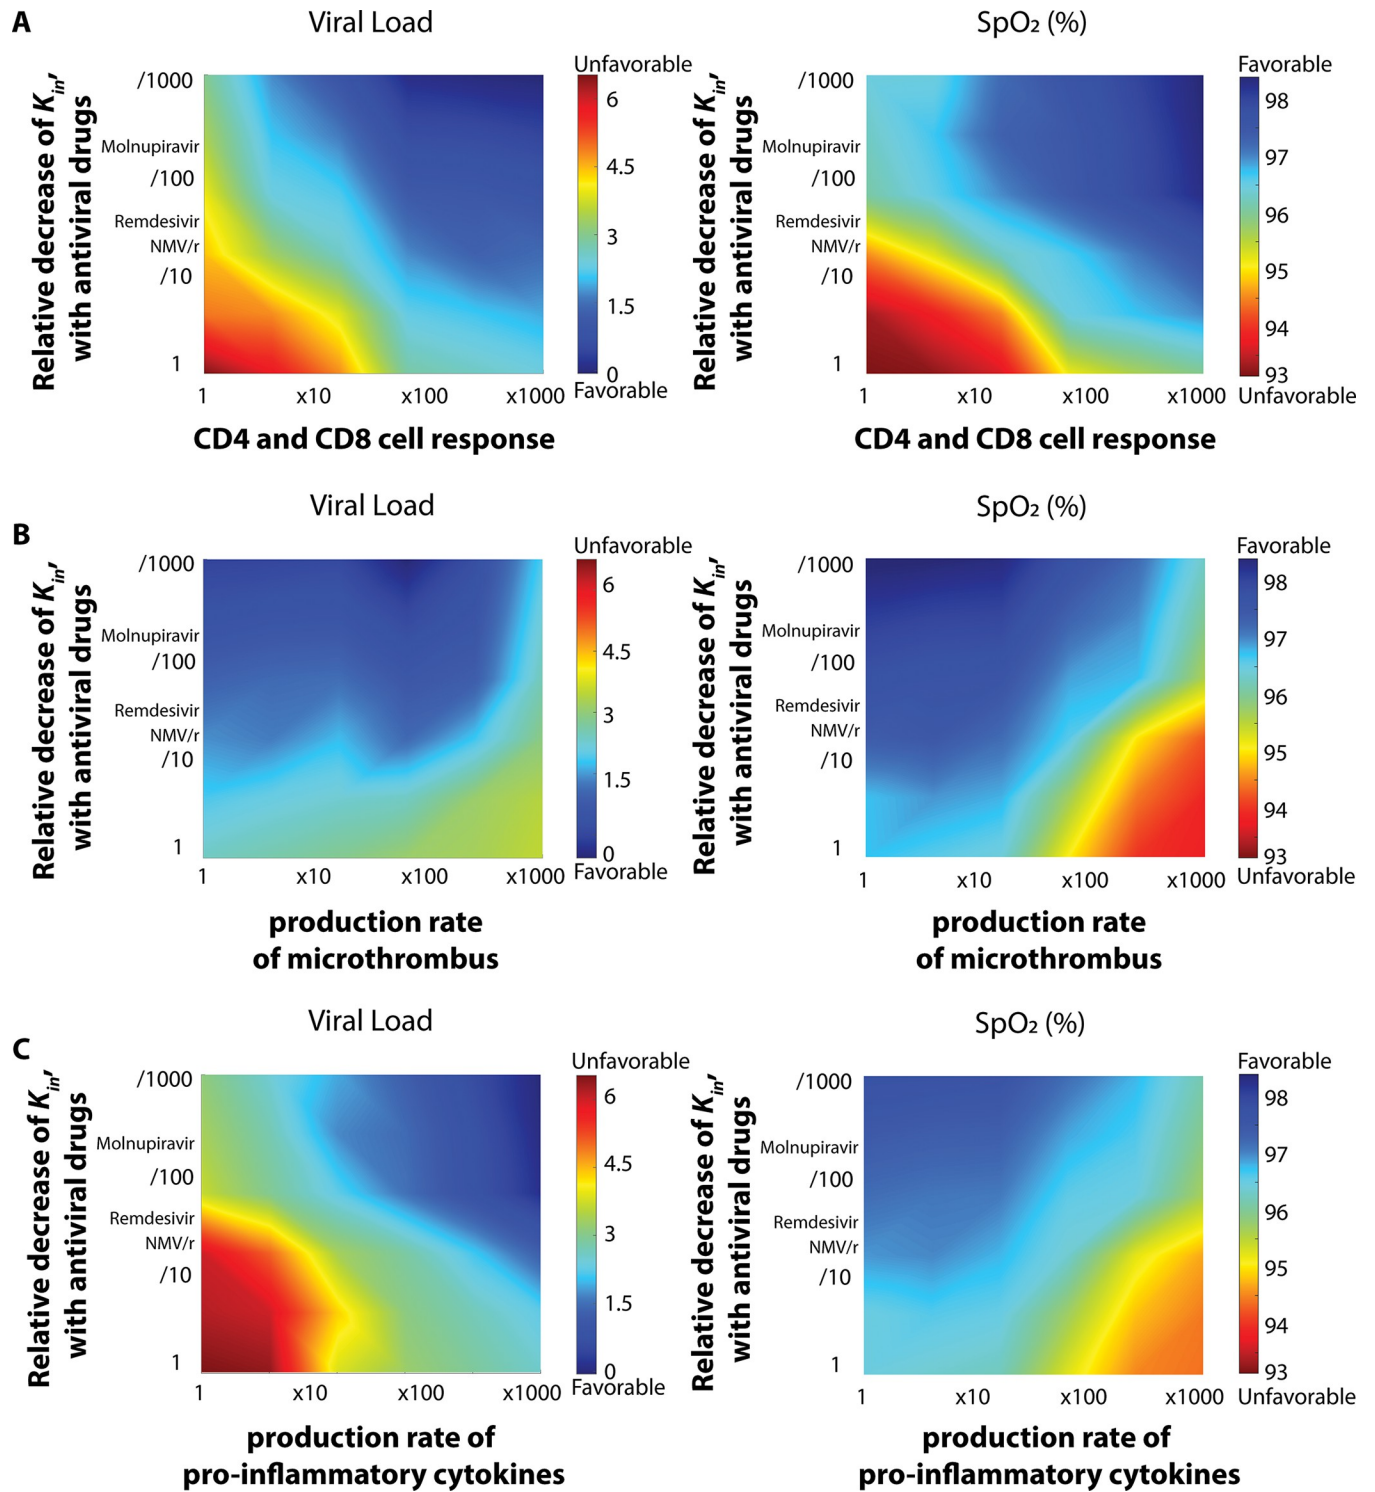 A
Viral Load
SpO₂ (%)
Relative decrease of Kin,
with antiviral drugs
/1000
Molnupiravir
/100
Remdesivir
NMV/r
/10
1
1 x10 x100 x1000
CD4 and CD8 cell response
Unfavorable
6
4.5
3
1.5
0
Favorable
Relative decrease of Kin,
with antiviral drugs
/1000
Molnupiravir
/100
Remdesivir
NMV/r
/10
1
1 x10 x100 x1000
CD4 and CD8 cell response
Favorable
98
97
96
95
94
93
Unfavorable
B
Viral Load
SpO₂ (%)
Relative decrease of Kin,
with antiviral drugs
/1000
Molnupiravir
/100
Remdesivir
NMV/r
/10
1
1 x10 x100 x1000
production rate
of microthrombus
Unfavorable
6
4.5
3
1.5
0
Favorable
Relative decrease of Kin,
with antiviral drugs
/1000
Molnupiravir
/100
Remdesivir
NMV/r
/10
1
1 x10 x100 x1000
production rate
of microthrombus
Favorable
98
97
96
95
94
93
Unfavorable
C
Viral Load
SpO₂ (%)
Relative decrease of Kin,
with antiviral drugs
/1000
Molnupiravir
/100
Remdesivir
NMV/r
/10
1
1 x10 x100 x1000
production rate of
pro-inflammatory cytokines
Unfavorable
6
4.5
3
1.5
0
Favorable
Relative decrease of Kin,
with antiviral drugs
/1000
Molnupiravir
/100
Remdesivir
NMV/r
/10
1
1 x10 x100 x1000
production rate of
pro-inflammatory cytokines
Favorable
98
97
96
95
94
93
Unfavorable